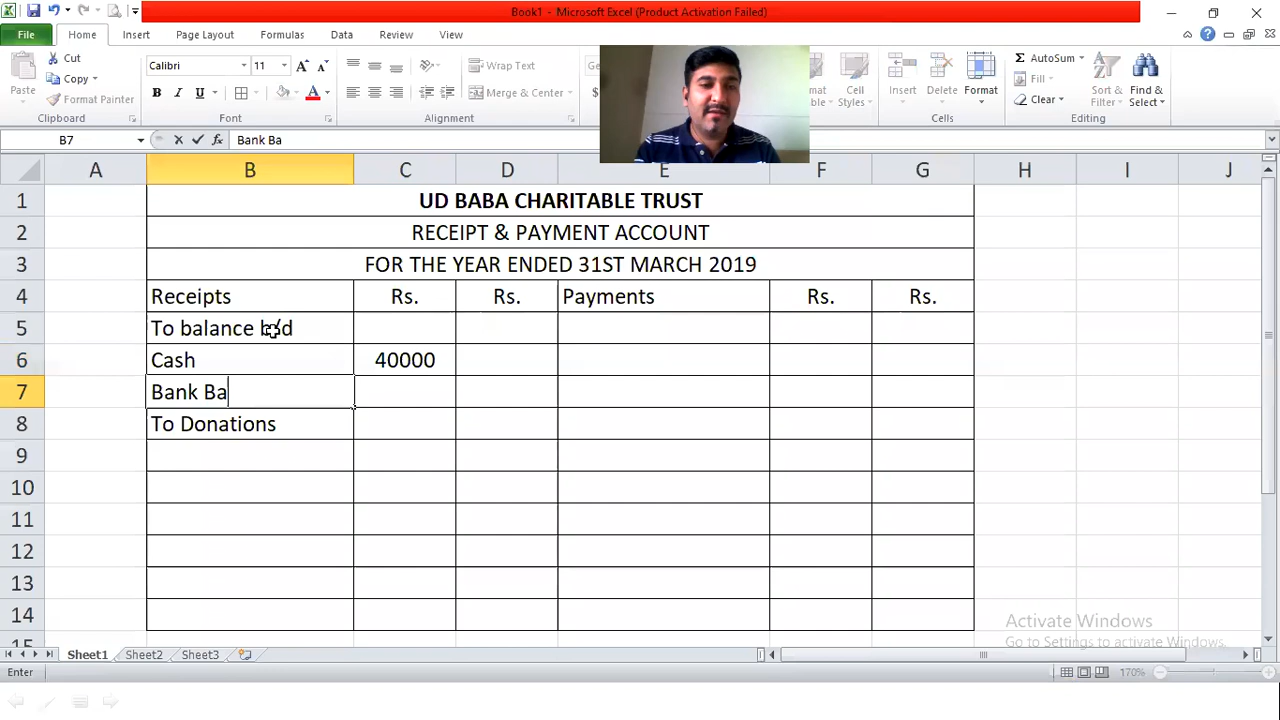 Book1 - Microsoft Excel (Product Activation Failed)
File Home Insert Page Layout Formulas Data Review View
Paste
Cut
Copy
Format Painter
Clipboard
Calibri 11 A A
B I U A
Font
Wrap Text
Merge & Center
Alignment
Cell Styles
Insert Delete Format
Cells
Σ AutoSum
Fill
Clear
Sort & Filter
Find & Select
Editing
B7 fx Bank Ba
A B C D E F G H I J
1 UD BABA CHARITABLE TRUST
2 RECEIPT & PAYMENT ACCOUNT
3 FOR THE YEAR ENDED 31ST MARCH 2019
4 Receipts Rs. Rs. Payments Rs. Rs.
5 To balance
6 Cash 40000
7 Bank Ba
8 To Donations
9
10
11
12
13
14
15
Activate Windows
Go to Settings to activate Windows.
Sheet1 Sheet2 Sheet3
Enter 170%